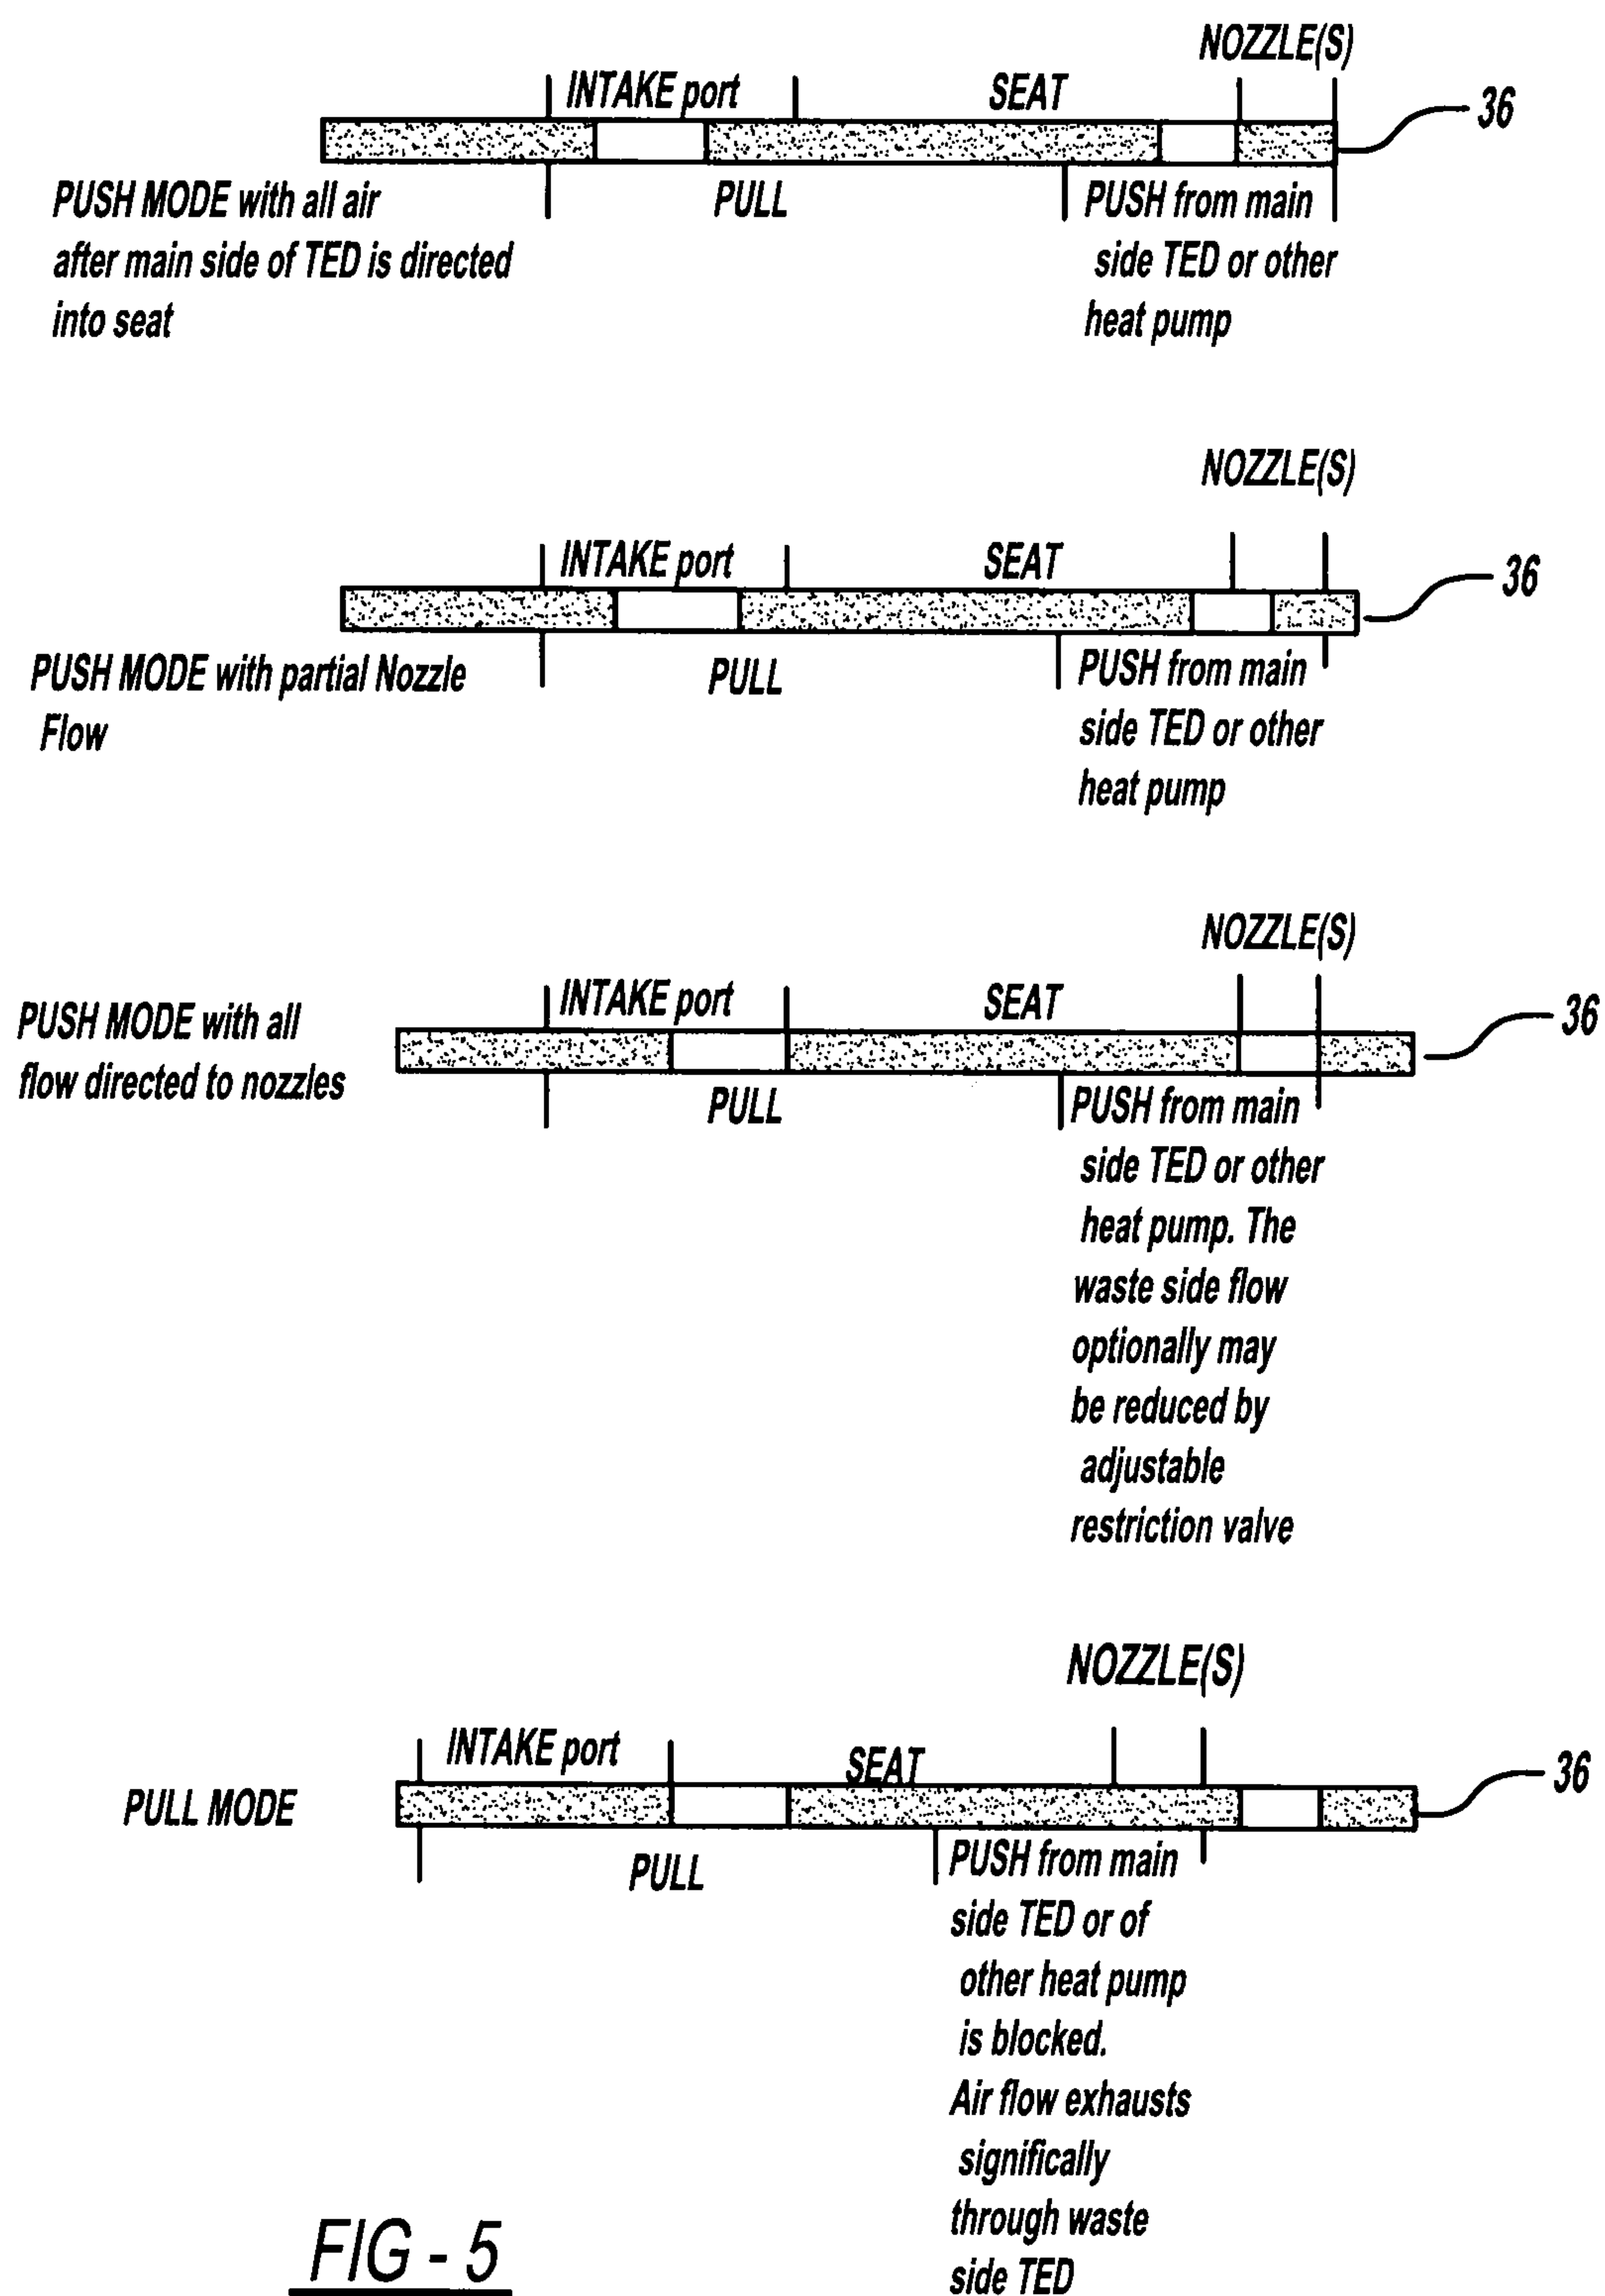 NOZZLE(S)
INTAKE port
SEAT
36
PUSH MODE with all air
after main side of TED is directed
into seat
PULL
PUSH from main
side TED or other
heat pump
NOZZLE(S)
INTAKE port
SEAT
36
PUSH MODE with partial Nozzle
Flow
PULL
PUSH from main
side TED or other
heat pump
NOZZLE(S)
INTAKE port
SEAT
36
PUSH MODE with all
flow directed to nozzles
PULL
PUSH from main
side TED or other
heat pump. The
waste side flow
optionally may
be reduced by
adjustable
restriction valve
NOZZLE(S)
INTAKE port
SEAT
36
PULL MODE
PULL
PUSH from main
side TED or of
other heat pump
is blocked.
Air flow exhausts
significally
through waste
side TED
FIG - 5